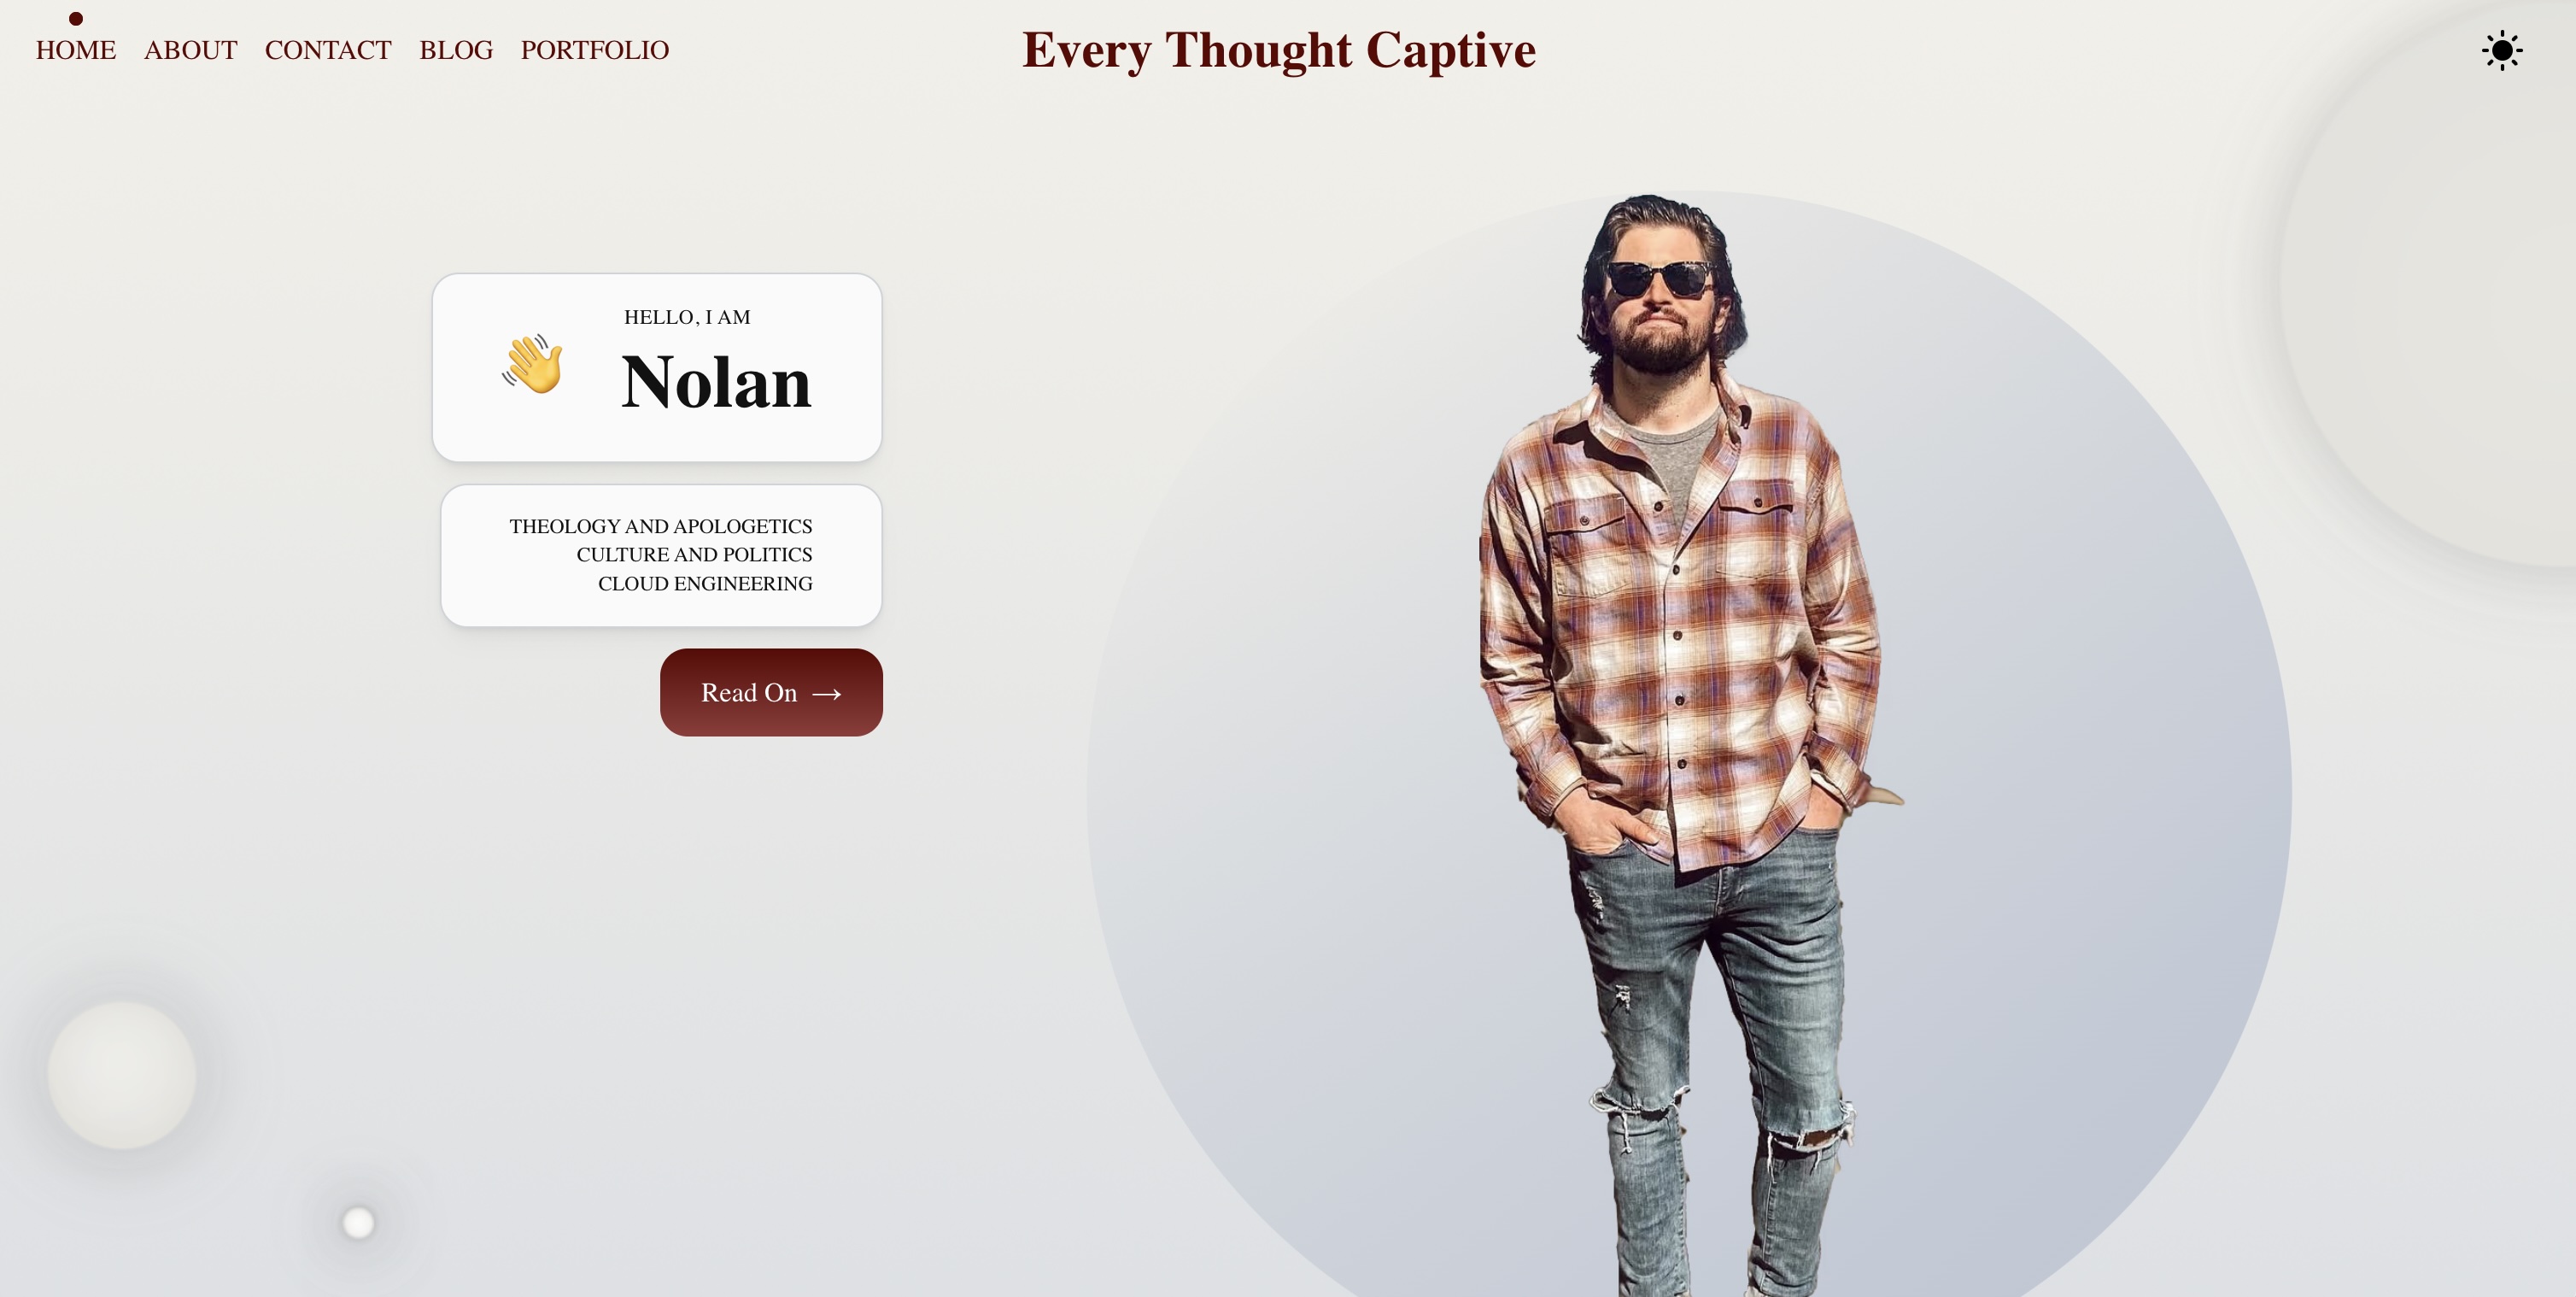 HOME ABOUT CONTACT BLOG PORTFOLIO
Every Thought Captive
HELLO, I AM
Nolan
THEOLOGY AND APOLOGETICS
CULTURE AND POLITICS
CLOUD ENGINEERING
Read On →